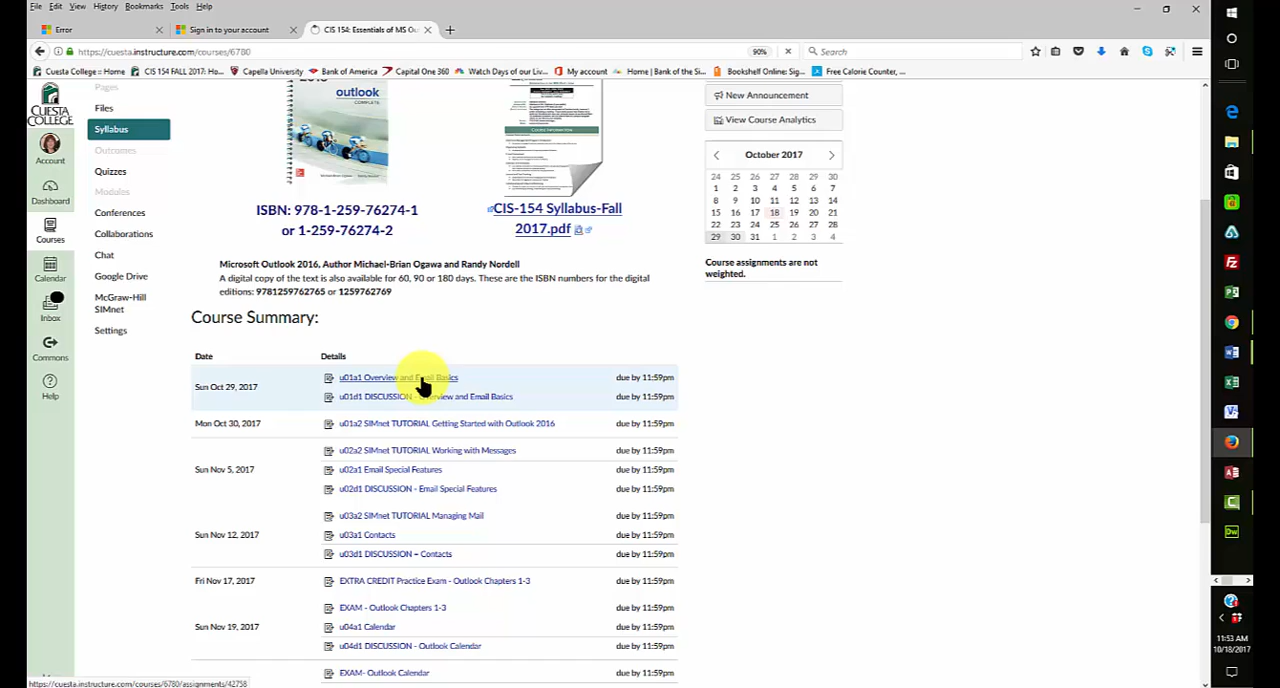 File Edit View History Bookmarks Tools Help
Error
Sign in to your account
CIS 154: Essentials of MS Ou
https://cuesta.instructure.com/courses/6780
90%
Search
Cuesta College :: Home
CIS 154 FALL 2017: Ho...
Capella University
Bank of America
Capital One 360
Watch Days of our Liv...
My account
Home | Bank of the Si...
Bookshelf Online: Sig...
Free Calorie Counter, ...
CUESTA
COLLEGE
Account
Dashboard
Courses
Calendar
Inbox
Commons
Help
Pages
Files
Syllabus
Outcomes
Quizzes
Modules
Conferences
Collaborations
Chat
Google Drive
McGraw-Hill
SIMnet
Settings
outlook
COMPLETE
ISBN: 978-1-259-76274-1
or 1-259-76274-2
CIS-154 Syllabus-Fall
2017.pdf
Microsoft Outlook 2016, Author Michael-Brian Ogawa and Randy Nordell
A digital copy of the text is also available for 60, 90 or 180 days. These are the ISBN numbers for the digital
editions: 9781259762765 or 1259762769
Course Summary:
Date Details
Sun Oct 29, 2017
u01a1 Overview and Email Basics due by 11:59pm
u01d1 DISCUSSION - Overview and Email Basics due by 11:59pm
Mon Oct 30, 2017 u01a2 SIMnet TUTORIAL Getting Started with Outlook 2016 due by 11:59pm
Sun Nov 5, 2017
u02a2 SIMnet TUTORIAL Working with Messages due by 11:59pm
u02a1 Email Special Features due by 11:59pm
u02d1 DISCUSSION - Email Special Features due by 11:59pm
Sun Nov 12, 2017
u03a2 SIMnet TUTORIAL Managing Mail due by 11:59pm
u03a1 Contacts due by 11:59pm
u03d1 DISCUSSION – Contacts due by 11:59pm
Fri Nov 17, 2017 EXTRA CREDIT Practice Exam - Outlook Chapters 1-3 due by 11:59pm
Sun Nov 19, 2017
EXAM - Outlook Chapters 1-3 due by 11:59pm
u04a1 Calendar due by 11:59pm
u04d1 DISCUSSION - Outlook Calendar due by 11:59pm
EXAM- Outlook Calendar due by 11:59pm
New Announcement
View Course Analytics
October 2017
24 25 26 27 28 29 30
1 2 3 4 5 6 7
8 9 10 11 12 13 14
15 16 17 18 19 20 21
22 23 24 25 26 27 28
29 30 31 1 2 3 4
Course assignments are not
weighted.
11:53 AM
10/18/2017
https://cuesta.instructure.com/courses/6780/assignments/42758